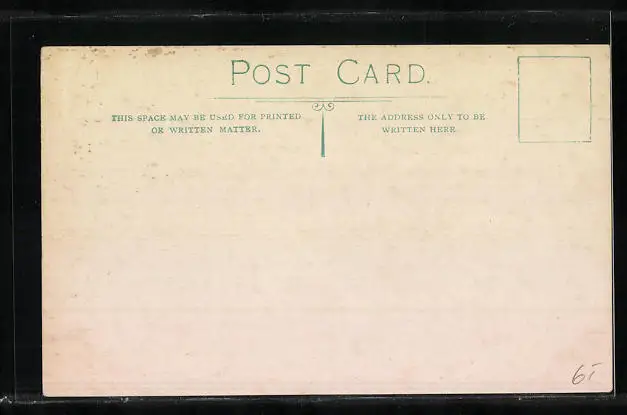 POST CARD.
THIS SPACE MAY BE USED FOR PRINTED
OR WRITTEN MATTER.
THE ADDRESS ONLY TO BE
WRITTEN HERE.